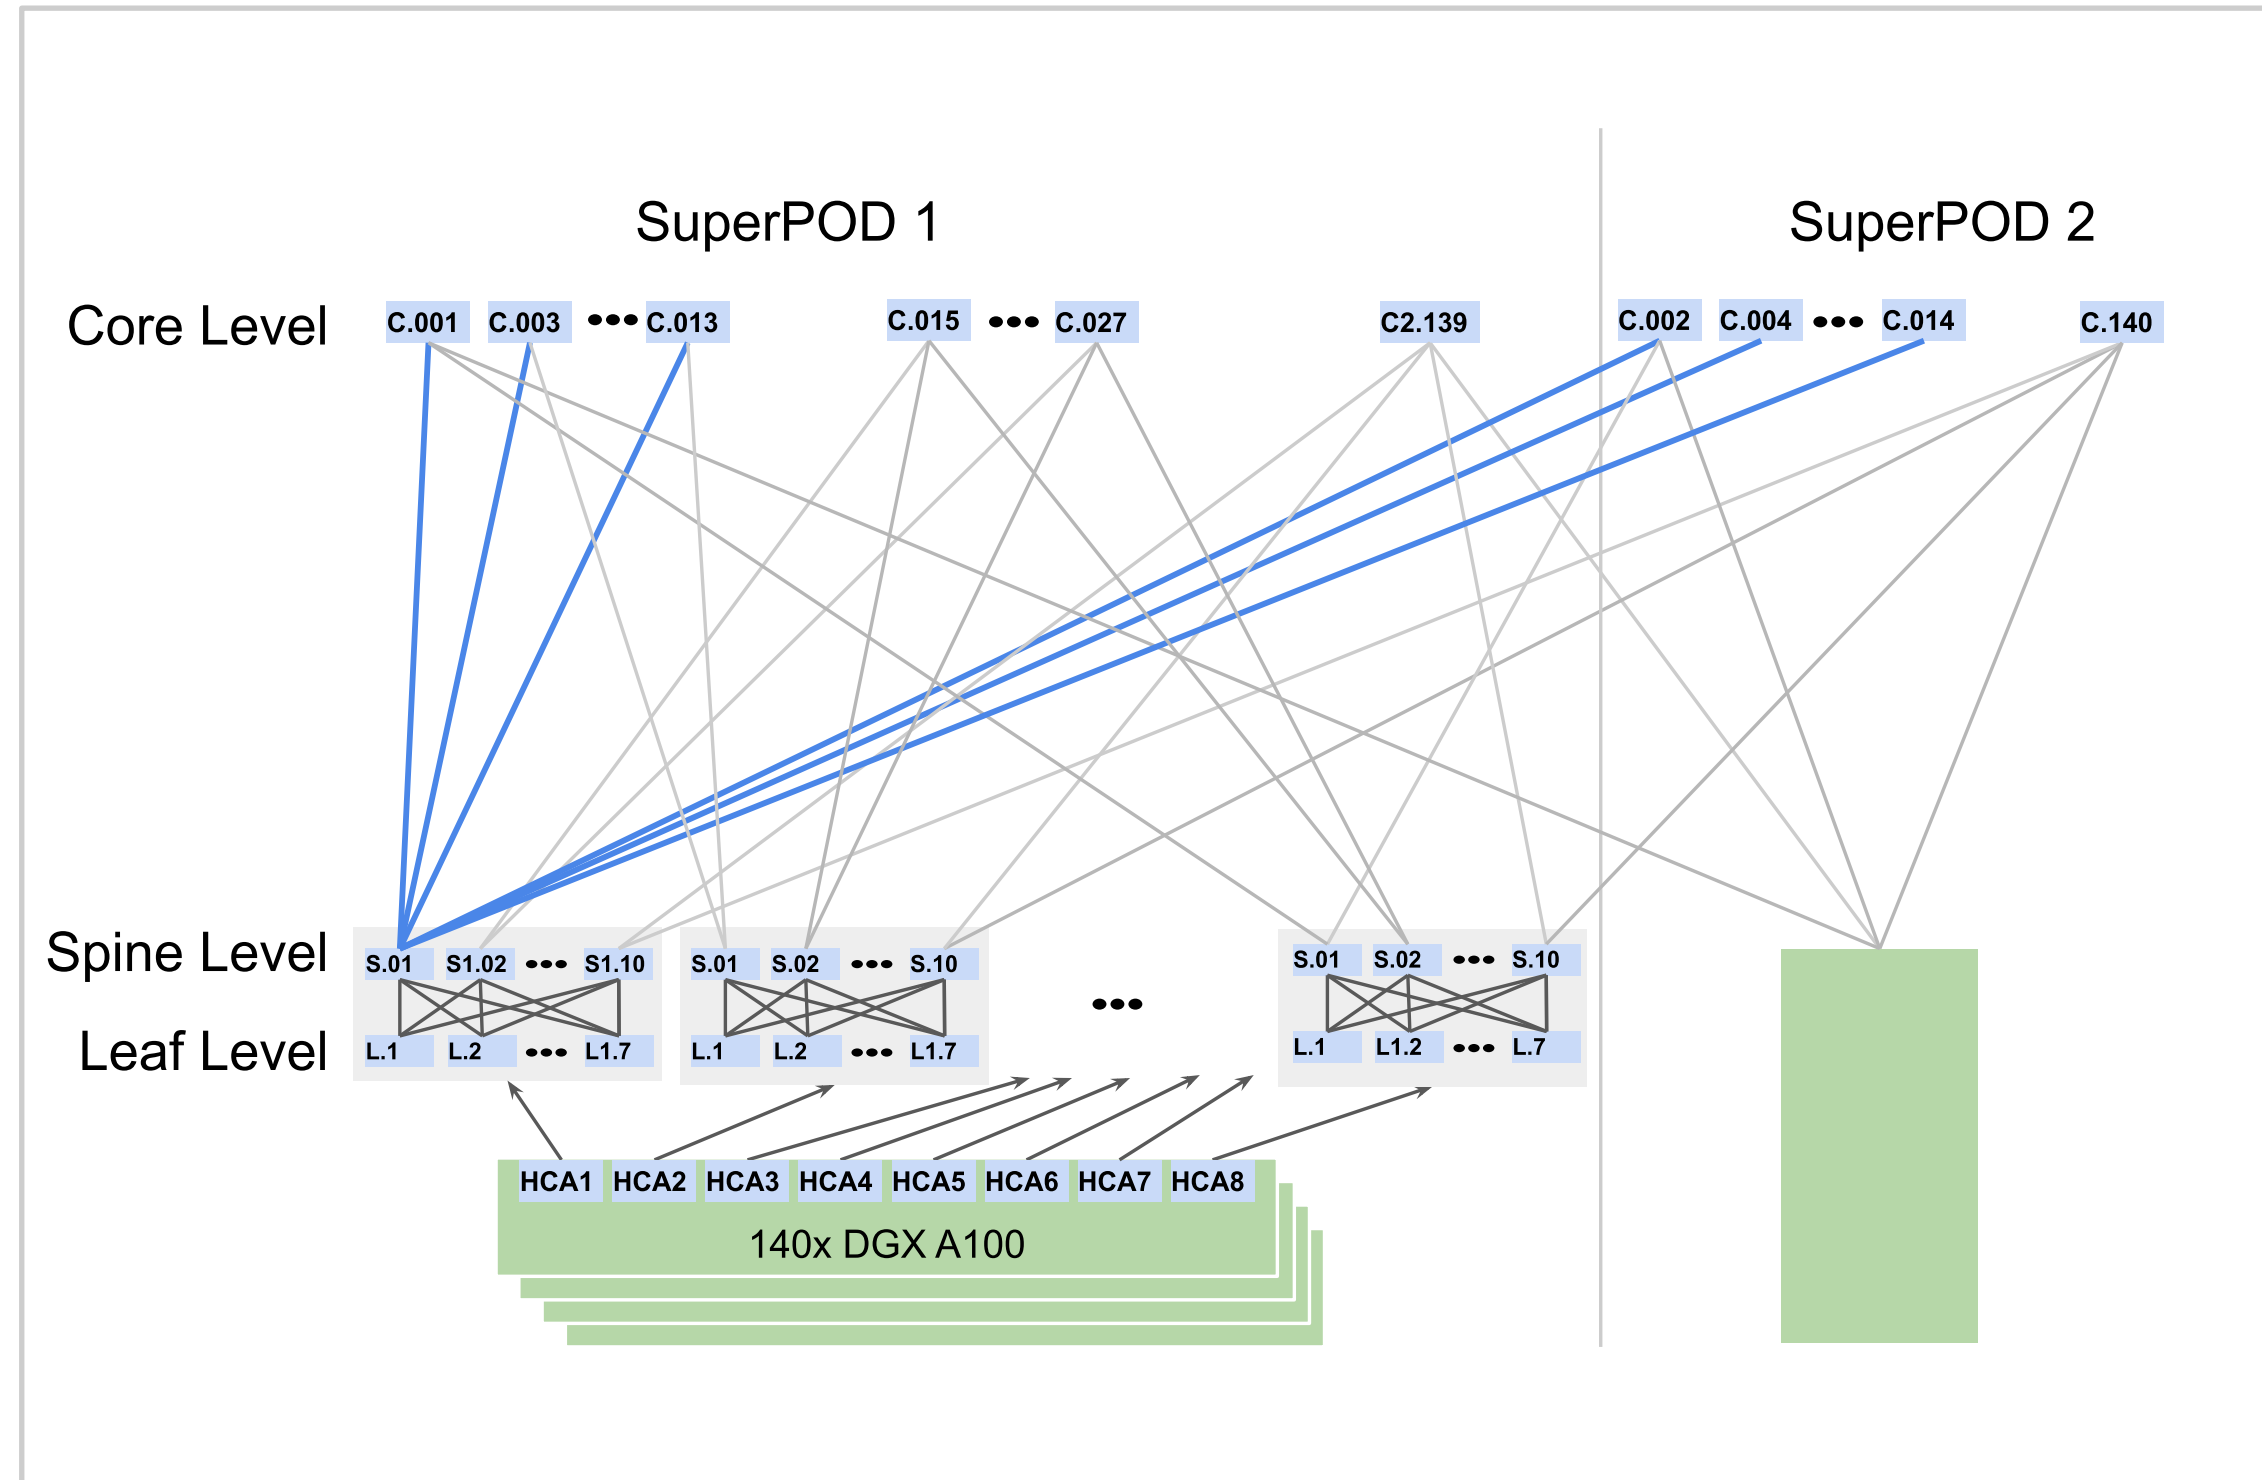 SuperPOD 1
SuperPOD 2
Core Level
C.001 C.003 ••• C.013 C.015 ••• C.027 C2.139 C.002 C.004 ••• C.014 C.140
Spine Level
S.01 S1.02 ••• S1.10 S.01 S.02 ••• S.10 S.01 S.02 ••• S.10
•••
Leaf Level
L.1 L.2 ••• L1.7 L.1 L.2 ••• L1.7 L.1 L1.2 ••• L.7
HCA1 HCA2 HCA3 HCA4 HCA5 HCA6 HCA7 HCA8
140x DGX A100